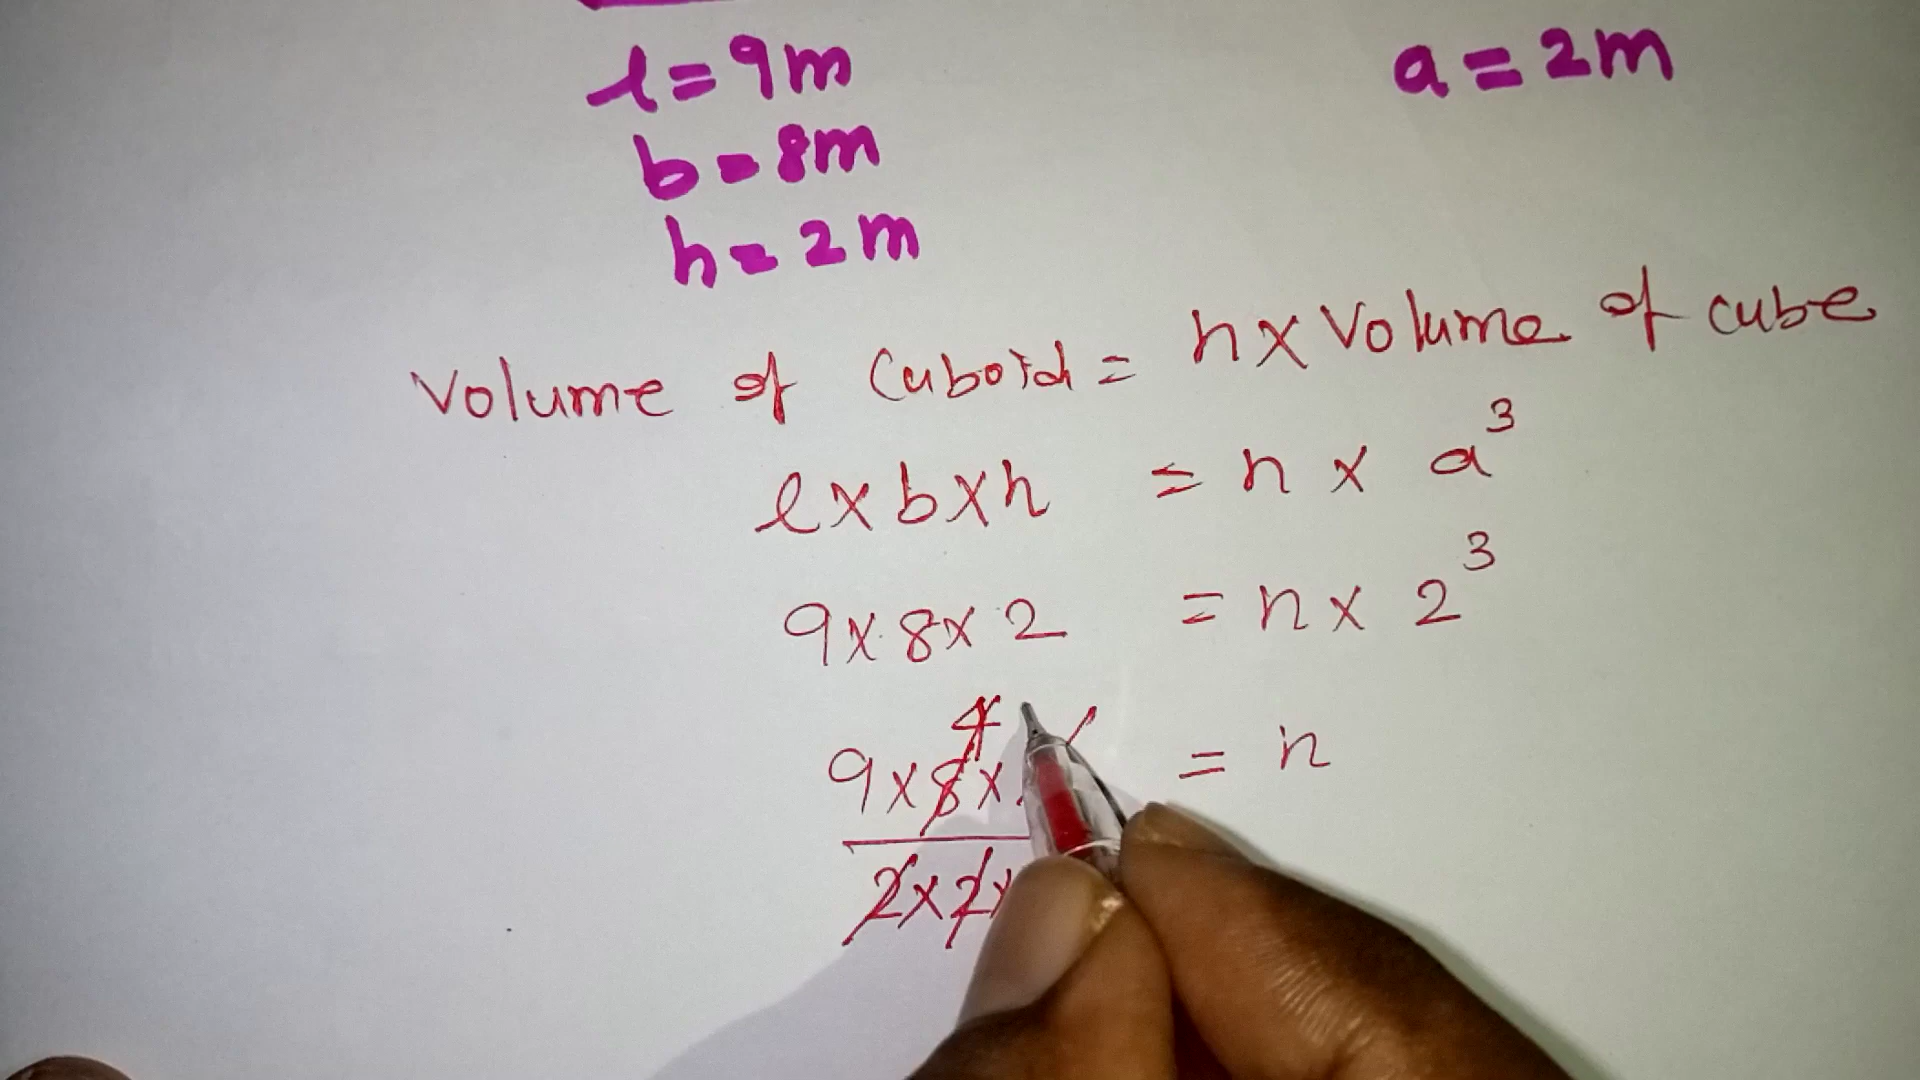 l=9m
a=2m
b=8m
h=2m
Volume of Cuboid = n x Volume of cube
l x b x h = n x a³
9 x 8 x 2 = n x 2³
4
9 x 8 x = n
2 x 2 x